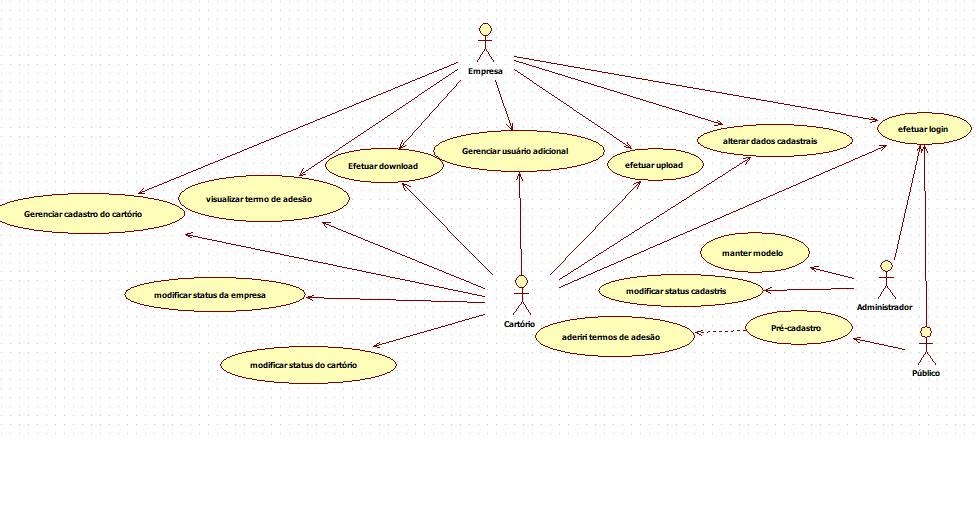 Empresa
efetuar login
alterar dados cadastrais
Gerenciar usuário adicional
Efetuar download
efetuar upload
visualizar termo de adesão
Gerenciar cadastro do cartório
manter modelo
modificar status da empresa
modificar status cadastris
Administrador
Cartório
Pré-cadastro
aderiri termos de adesão
modificar status do cartório
Público